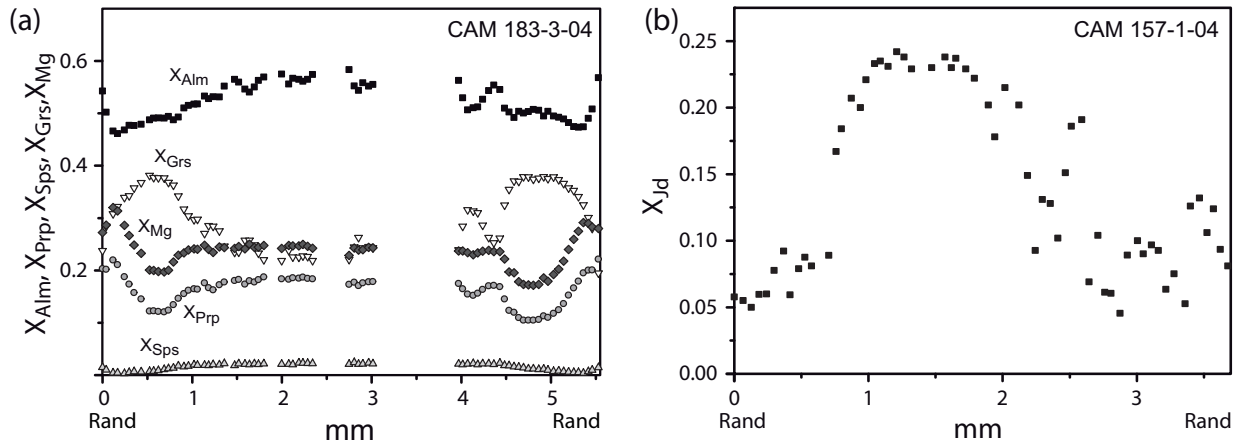 (a)
CAM 183-3-04
X_Alm, X_Prp, X_Sps, X_Grs, X_Mg
0.6
0.4
0.2
X_Alm
X_Grs
X_Mg
X_Prp
X_Sps
0 1 2 3 4 5
Rand mm Rand
(b)
CAM 157-1-04
X_Jd
0.25
0.20
0.15
0.10
0.05
0.00
0 1 2 3
Rand mm Rand